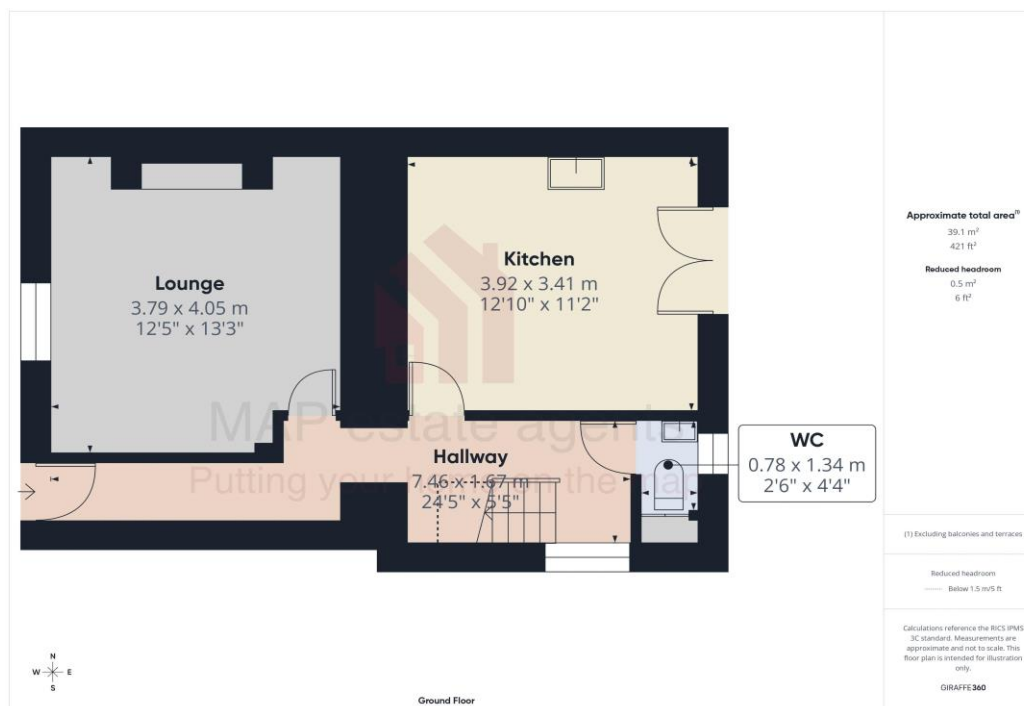 Lounge
3.79 x 4.05 m
12'5" x 13'3"
Kitchen
3.92 x 3.41 m
12'10" x 11'2"
Hallway
7.46 x 1.67 m
24'5" x 5'5"
WC
0.78 x 1.34 m
2'6" x 4'4"
MAP estate agents
Putting your home on the map
N
W E
S
Ground Floor
Approximate total area(1)
39.1 m²
421 ft²
Reduced headroom
0.5 m²
6 ft²
(1) Excluding balconies and terraces
Reduced headroom
Below 1.5 m/5 ft
Calculations reference the RICS IPMS
3C standard. Measurements are
approximate and not to scale. This
floor plan is intended for illustration
only.
GIRAFFE360